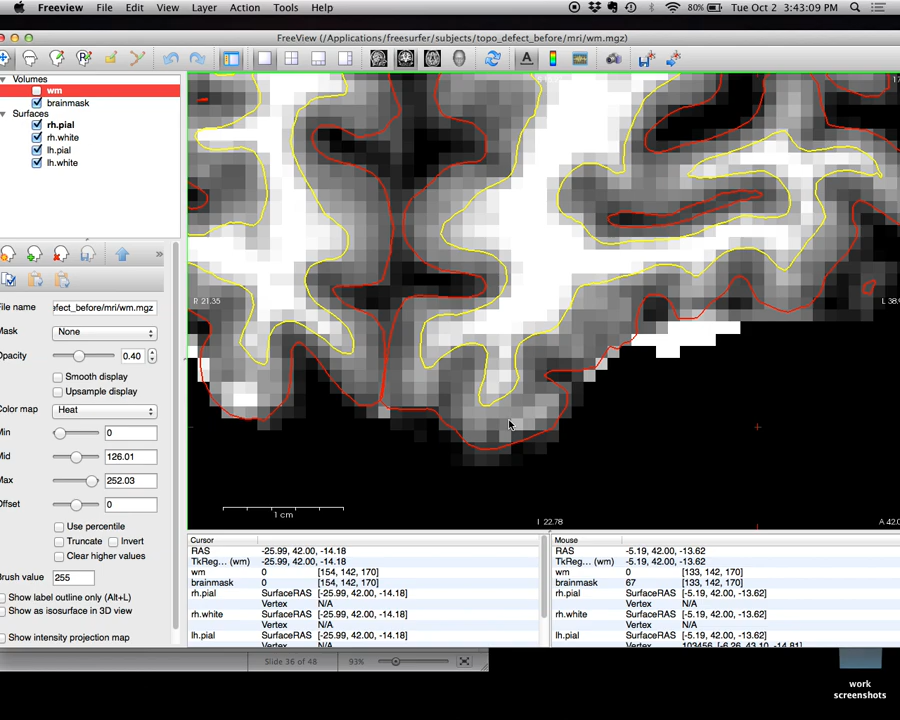 Freeview File Edit View Layer Action Tools Help 80% Tue Oct 2 3:43:09 PM
FreeView (/Applications/freesurfer/subjects/topo_defect_before/mri/wm.mgz)
Volumes
wm
brainmask
Surfaces
rh.pial
rh.white
lh.pial
lh.white
File name efect_before/mri/wm.mgz
Mask None
Opacity 0.40
Smooth display
Upsample display
Color map Heat
Min 0
Mid 126.01
Max 252.03
Offset 0
Use percentile
Truncate Invert
Clear higher values
Brush value 255
Show label outline only (Alt+L)
Show as isosurface in 3D view
Show intensity projection map
R 21.35
1 cm
I 22.78
A 42.0
L 38.9
Cursor
RAS -25.99, 42.00, -14.18
TkReg... (wm) -25.99, 42.00, -14.18
wm 0 [154, 142, 170]
brainmask 0 [154, 142, 170]
rh.pial SurfaceRAS [-25.99, 42.00, -14.18]
Vertex N/A
rh.white SurfaceRAS [-25.99, 42.00, -14.18]
Vertex N/A
lh.pial SurfaceRAS [-25.99, 42.00, -14.18]
Mouse
RAS -5.19, 42.00, -13.62
TkReg... (wm) -5.19, 42.00, -13.62
wm 0 [133, 142, 170]
brainmask 67 [133, 142, 170]
rh.pial SurfaceRAS [-5.19, 42.00, -13.62]
Vertex N/A
rh.white SurfaceRAS [-5.19, 42.00, -13.62]
Vertex N/A
lh.pial SurfaceRAS [-5.19, 42.00, -13.62]
Vertex 103456 [-6.26, 43.10, -14.81]
Slide 36 of 48 93%
work
screenshots